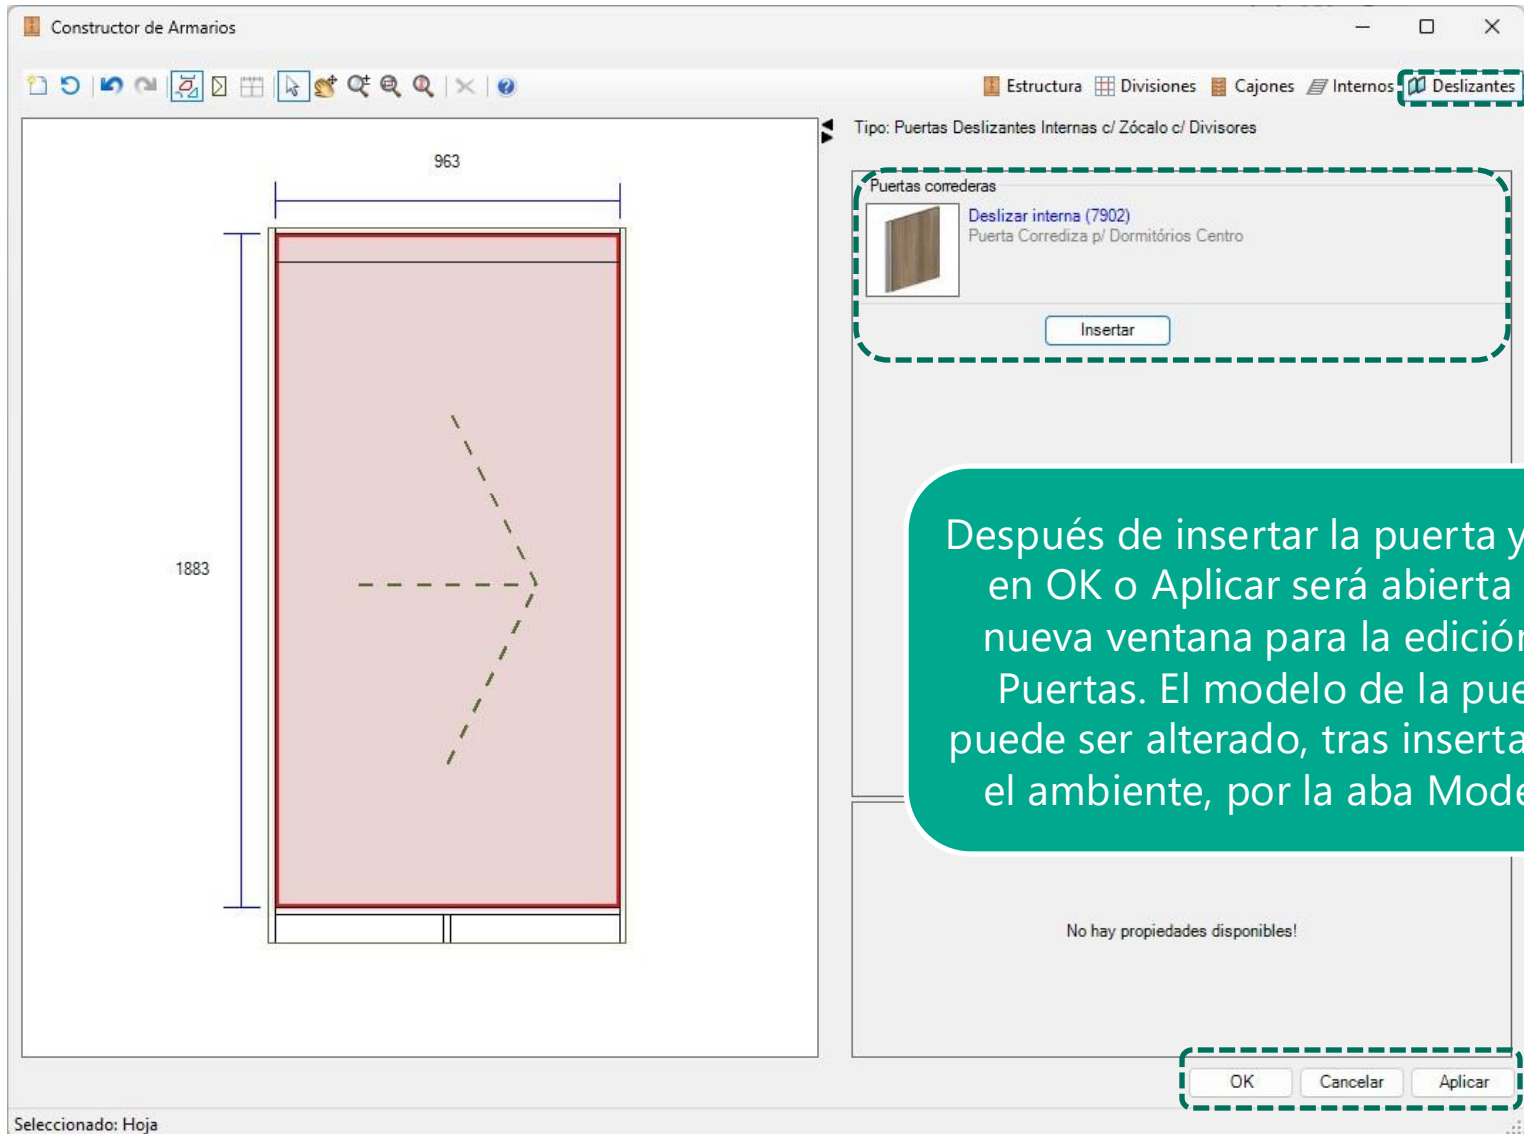 Constructor de Armarios
Estructura Divisiones Cajones Internos Deslizantes
Tipo: Puertas Deslizantes Internas c/ Zócalo c/ Divisores
963
Puertas correderas
Deslizar interna (7902)
Puerta Corrediza p/ Dormitórios Centro
Insertar
1883
Después de insertar la puerta y
en OK o Aplicar será abierta
nueva ventana para la edición
Puertas. El modelo de la pue
puede ser alterado, tras inserta
el ambiente, por la aba Mode
No hay propiedades disponibles!
OK Cancelar Aplicar
Seleccionado: Hoja